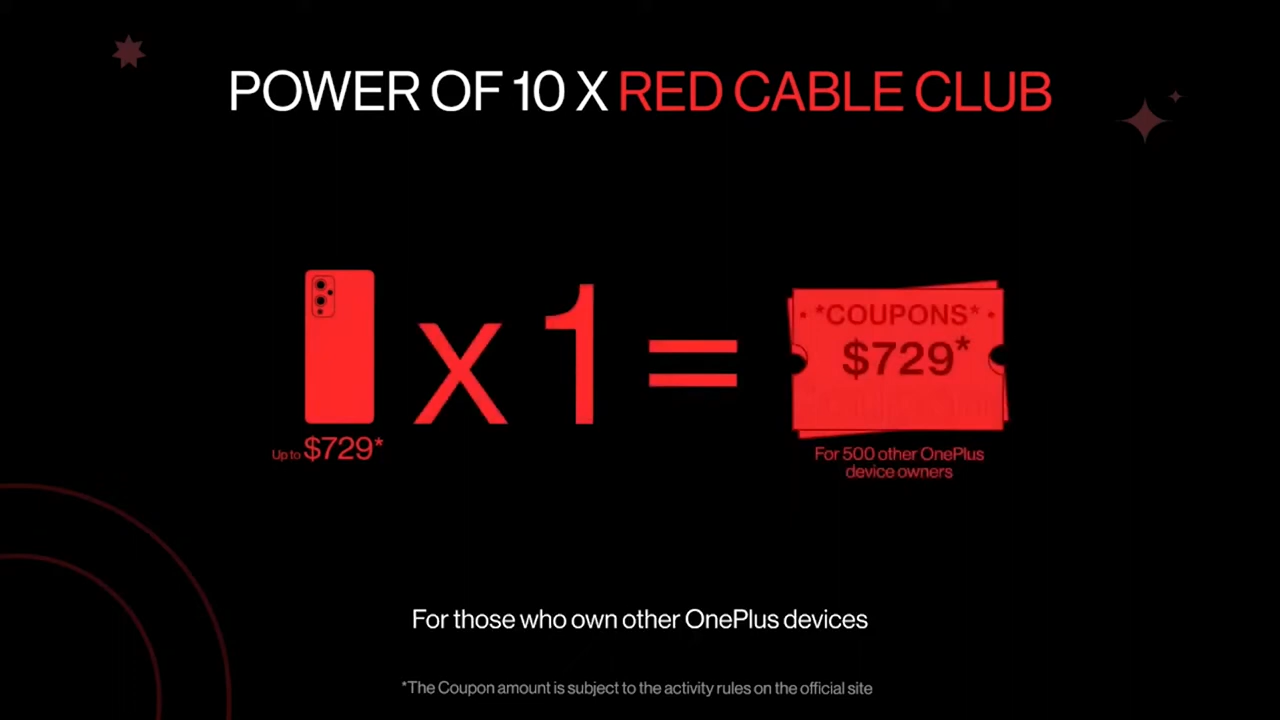 POWER OF 10 X RED CABLE CLUB
x 1 =
*COUPONS*
$729*
Up to $729*
For 500 other OnePlus
device owners
For those who own other OnePlus devices
*The Coupon amount is subject to the activity rules on the official site